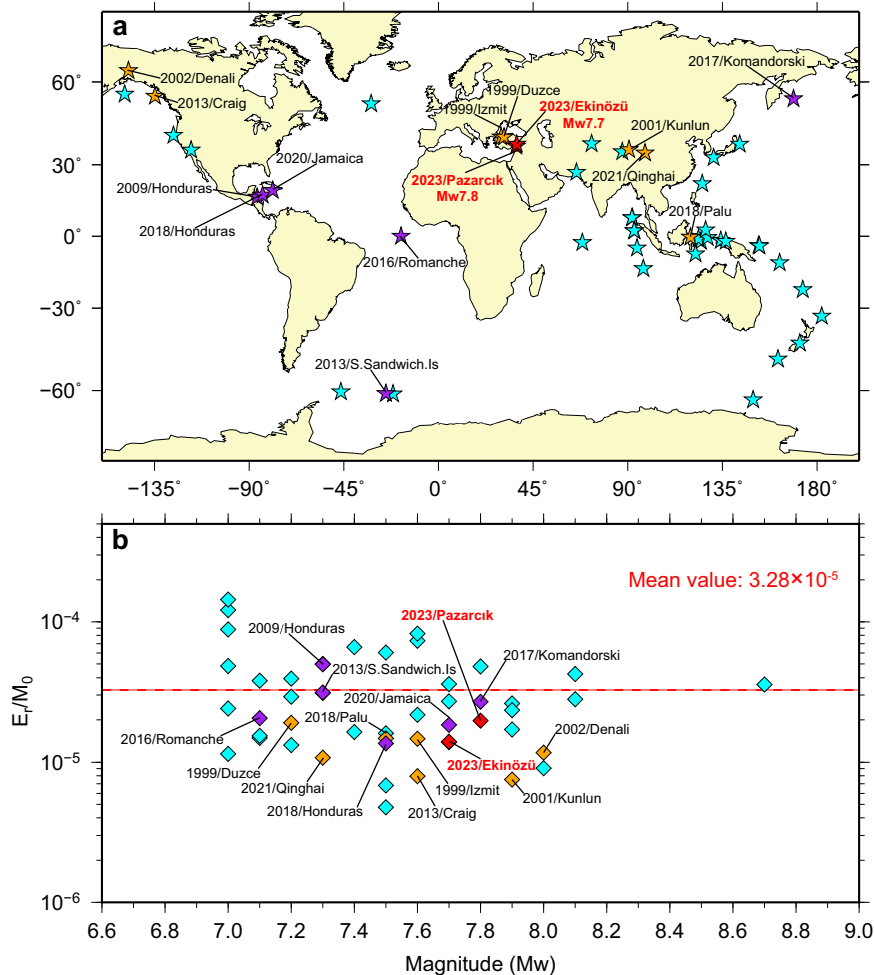 a
60˚
30˚
0˚
−30˚
−60˚
2002/Denali
2013/Craig
2017/Komandorski
1999/Duzce
1999/Izmit
2023/Ekinözü
Mw7.7
2001/Kunlun
2020/Jamaica
2009/Honduras
2023/Pazarcık
Mw7.8
2021/Qinghai
2018/Honduras
2018/Palu
2016/Romanche
2013/S.Sandwich.Is
−135˚ −90˚ −45˚ 0˚ 45˚ 90˚ 135˚ 180˚
b
Mean value: 3.28×10⁻⁵
10⁻⁴
10⁻⁵
10⁻⁶
Er/M0
2023/Pazarcık
2009/Honduras
2017/Komandorski
2013/S.Sandwich.Is
2020/Jamaica
2018/Palu
2016/Romanche
2002/Denali
1999/Duzce
2023/Ekinözü
2021/Qinghai
1999/Izmit
2018/Honduras
2013/Craig
2001/Kunlun
6.6 6.8 7.0 7.2 7.4 7.6 7.8 8.0 8.2 8.4 8.6 8.8 9.0
Magnitude (Mw)